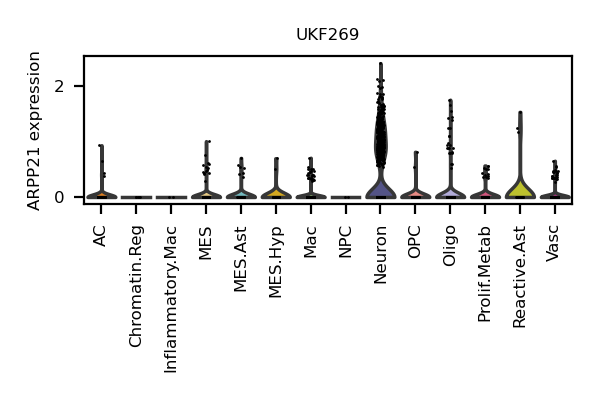 UKF269
ARPP21 expression
2
0
AC
Chromatin.Reg
Inflammatory.Mac
MES
MES.Ast
MES.Hyp
Mac
NPC
Neuron
OPC
Oligo
Prolif.Metab
Reactive.Ast
Vasc